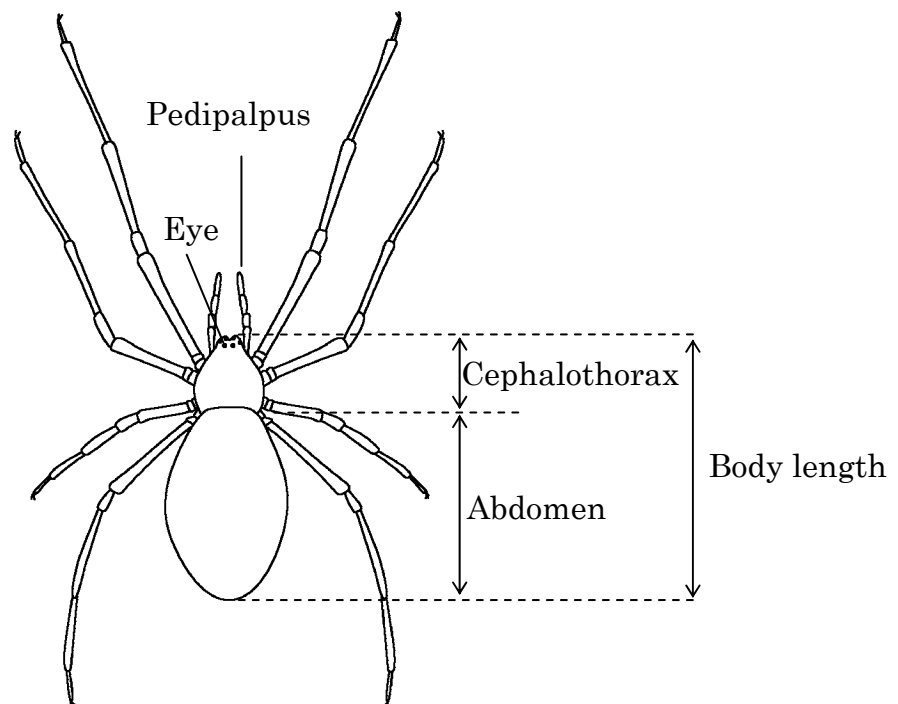 Pedipalpus
Eye
Cephalothorax
Body length
Abdomen